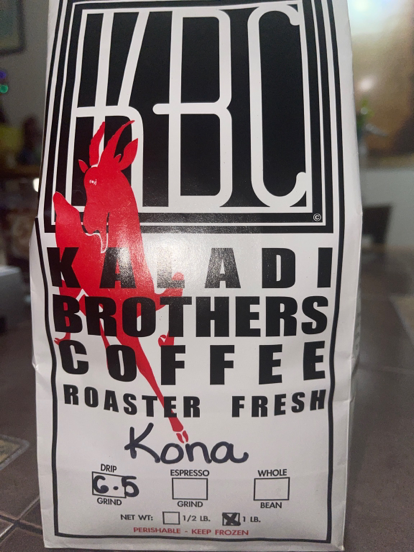 KBC
©
KALADI
BROTHERS
COFFEE
ROASTER FRESH
Kona
DRIP ESPRESSO WHOLE
6.5
GRIND GRIND BEAN
NET WT: 1/2 LB. X 1 LB.
PERISHABLE - KEEP FROZEN